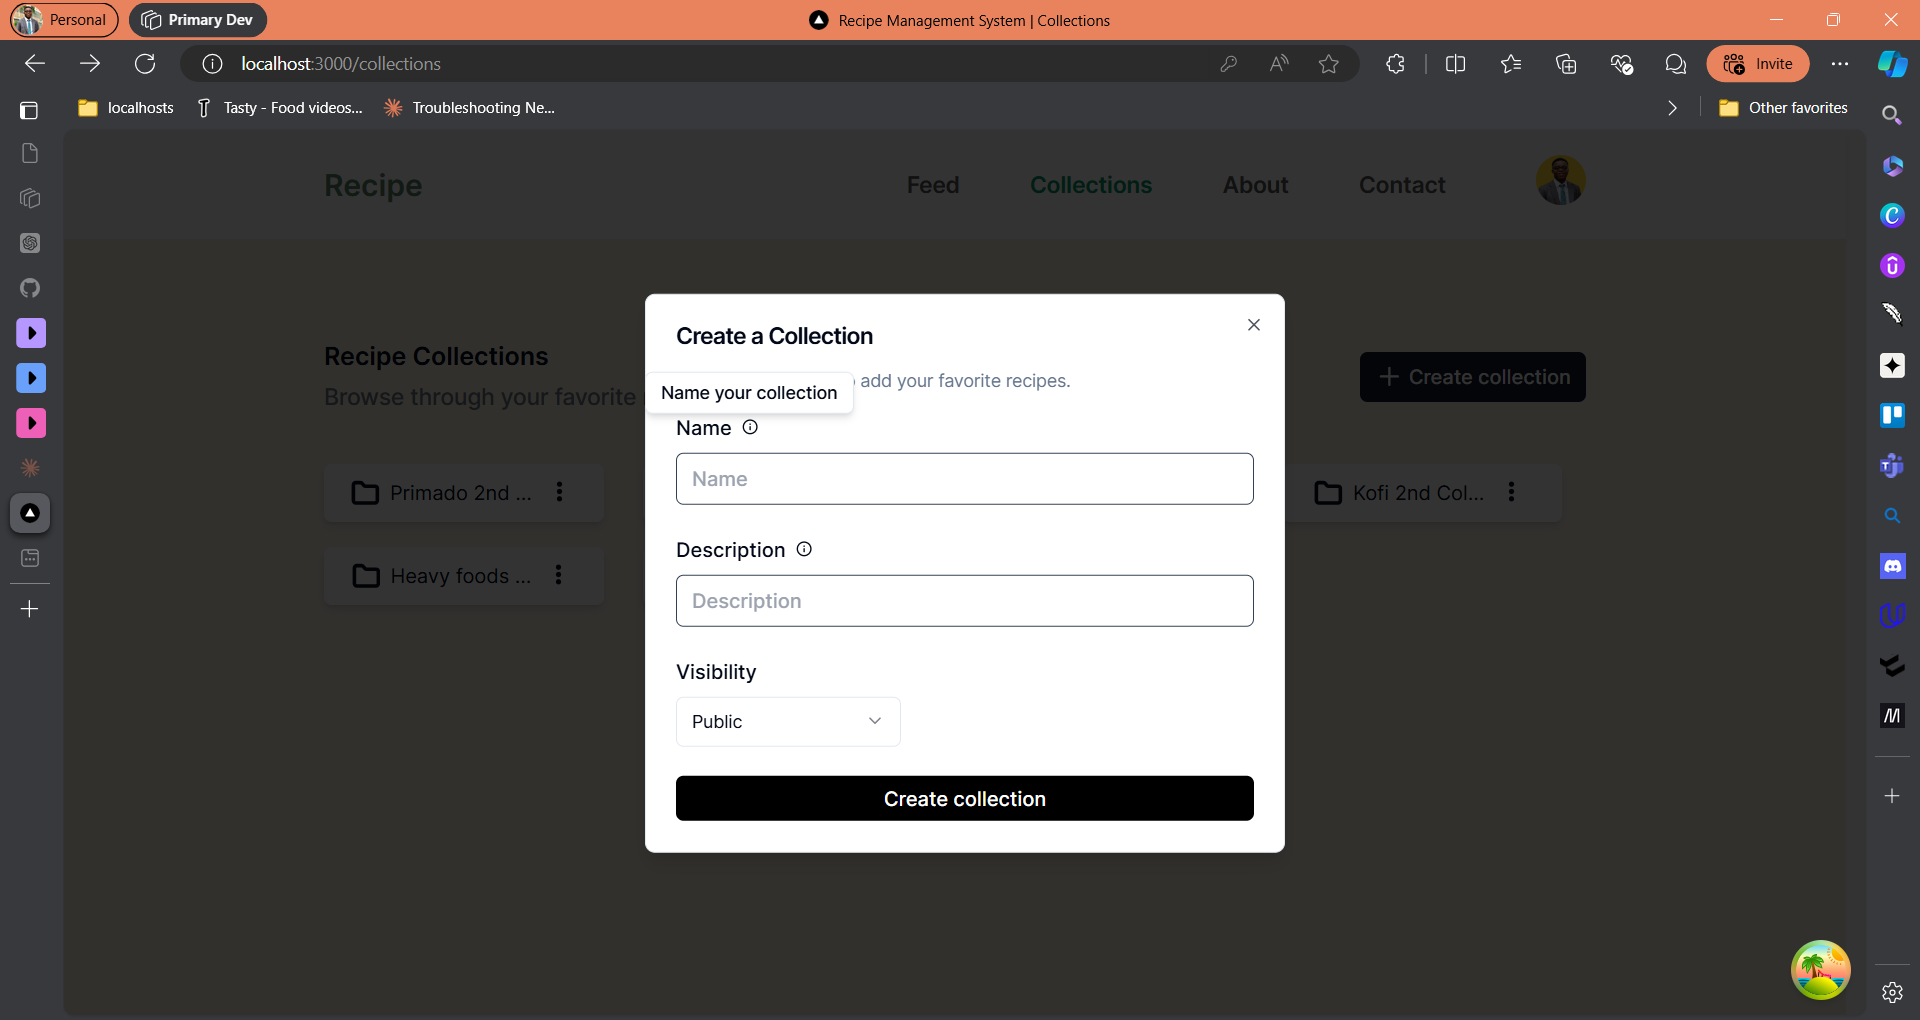 Personal
Primary Dev
Recipe Management System | Collections
localhost:3000/collections
Invite
localhosts
Tasty - Food videos...
Troubleshooting Ne...
Other favorites
Recipe
Feed
Collections
About
Contact
Recipe Collections
Browse through your favorite
Create collection
Primado 2nd ...
Kofi 2nd Col...
Heavy foods ...
Create a Collection
add your favorite recipes.
Name your collection
Name
Name
Description
Description
Visibility
Public
Create collection